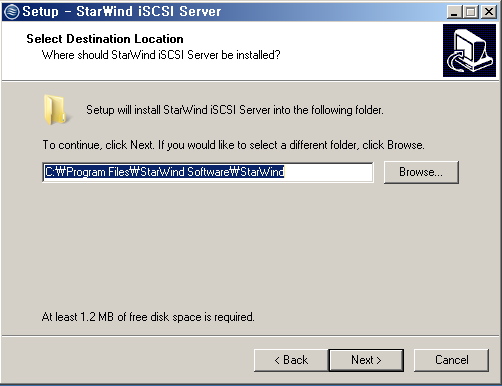 Setup - StarWind iSCSI Server
Select Destination Location
Where should StarWind iSCSI Server be installed?
Setup will install StarWind iSCSI Server into the following folder.
To continue, click Next. If you would like to select a different folder, click Browse.
C:₩Program Files₩StarWind Software₩StarWind
Browse...
At least 1.2 MB of free disk space is required.
< Back
Next >
Cancel